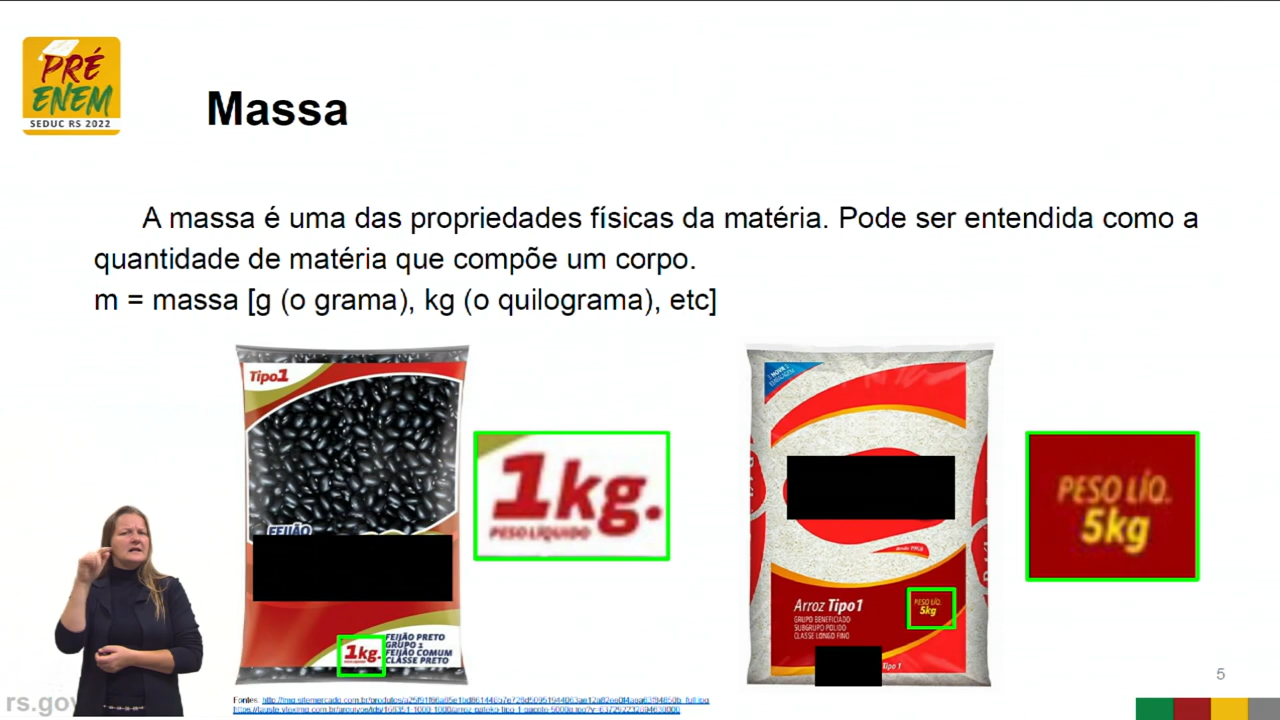 PRÉ
ENEM
SEDUC RS 2022
Massa
A massa é uma das propriedades físicas da matéria. Pode ser entendida como a
quantidade de matéria que compõe um corpo.
m = massa [g (o grama), kg (o quilograma), etc]
Tipo1
FEIJÃO
1kg.
FEIJÃO PRETO
GRUPO 1
FEIJÃO COMUM
CLASSE PRETO
1kg.
PESO LÍQUIDO
NOVA
EMBALAGEM
Arroz Tipo1
GRUPO BENEFICIADO
SUBGRUPO POLIDO
CLASSE LONGO FINO
PESO LÍQ.
5kg
Tipo 1
PESO LÍQ.
5kg
5
rs.gov
Fontes: